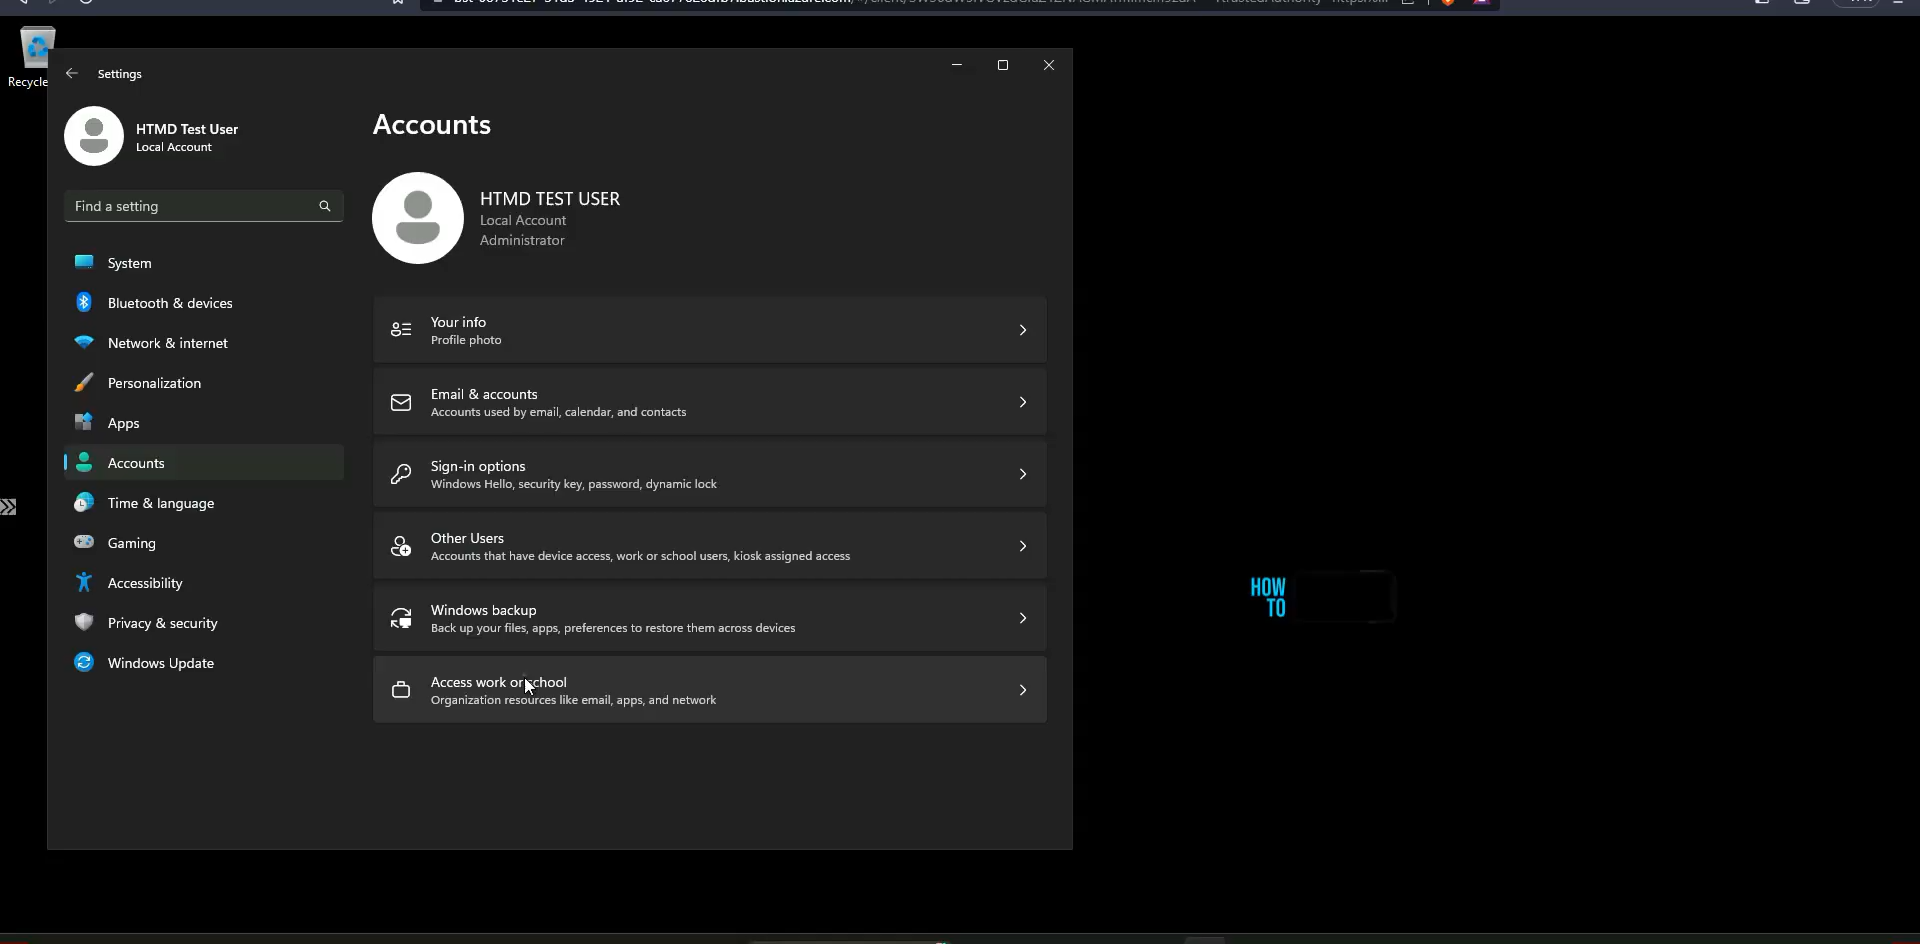 Recycle
Settings
HTMD Test User
Local Account
Find a setting
System
Bluetooth & devices
Network & internet
Personalization
Apps
Accounts
Time & language
Gaming
Accessibility
Privacy & security
Windows Update
Accounts
HTMD TEST USER
Local Account
Administrator
Your info
Profile photo
Email & accounts
Accounts used by email, calendar, and contacts
Sign-in options
Windows Hello, security key, password, dynamic lock
Other Users
Accounts that have device access, work or school users, kiosk assigned access
Windows backup
Back up your files, apps, preferences to restore them across devices
Access work or school
Organization resources like email, apps, and network
HOW
TO